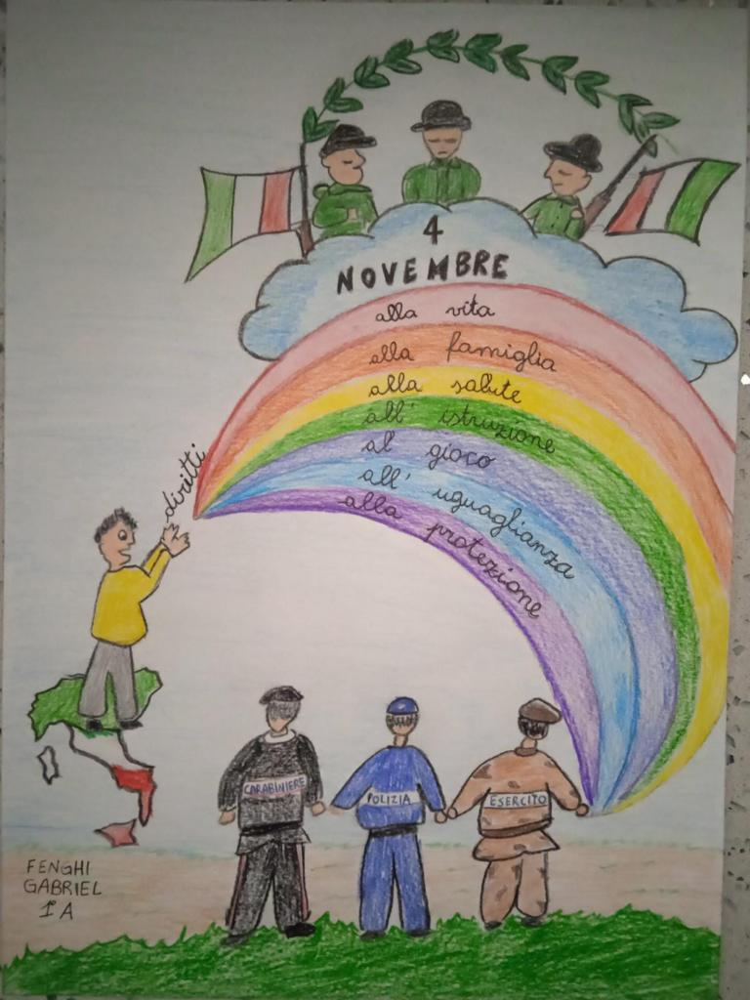 4
NOVEMBRE
alla vita
alla famiglia
alla salute
all' istruzione
al gioco
all' uguaglianza
alla protezione
diritti
CARABINIERE
POLIZIA
ESERCITO
FENGHI
GABRIEL
1ª A